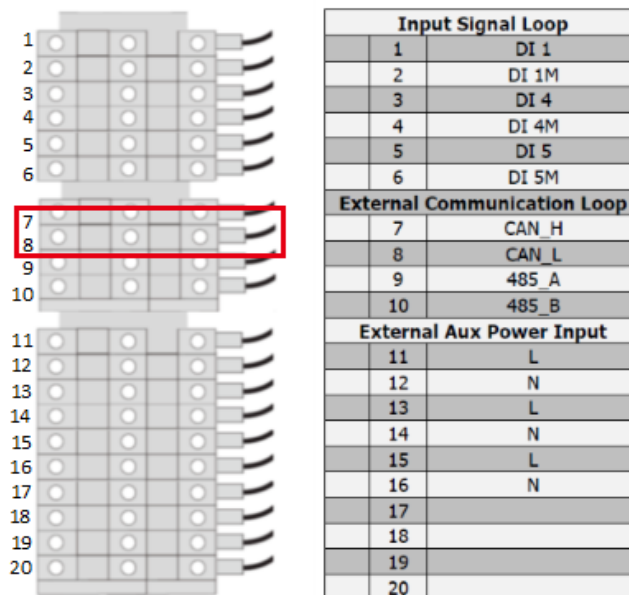 1
2
3
4
5
6
7
8
9
10
11
12
13
14
15
16
17
18
19
20
Input Signal Loop
1 DI 1
2 DI 1M
3 DI 4
4 DI 4M
5 DI 5
6 DI 5M
External Communication Loop
7 CAN_H
8 CAN_L
9 485_A
10 485_B
External Aux Power Input
11 L
12 N
13 L
14 N
15 L
16 N
17
18
19
20